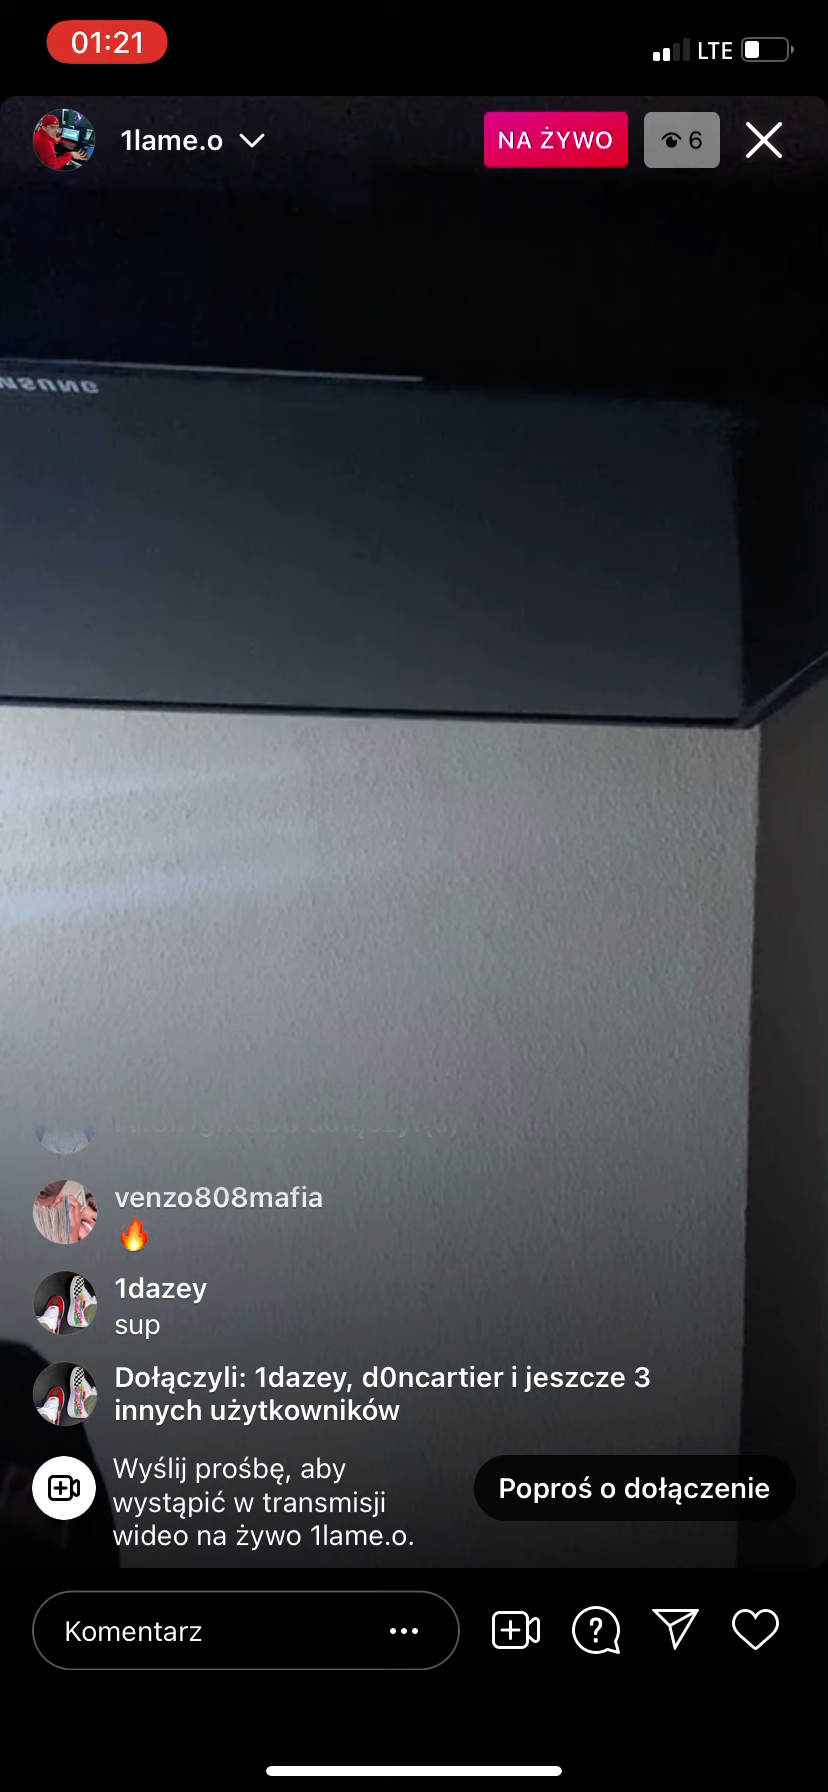 01:21
LTE
1lame.o
NA ŻYWO
6
venzo808mafia
🔥
1dazey
sup
Dołączyli: 1dazey, d0ncartier i jeszcze 3
innych użytkowników
Wyślij prośbę, aby
wystąpić w transmisji
wideo na żywo 1lame.o.
Poproś o dołączenie
Komentarz